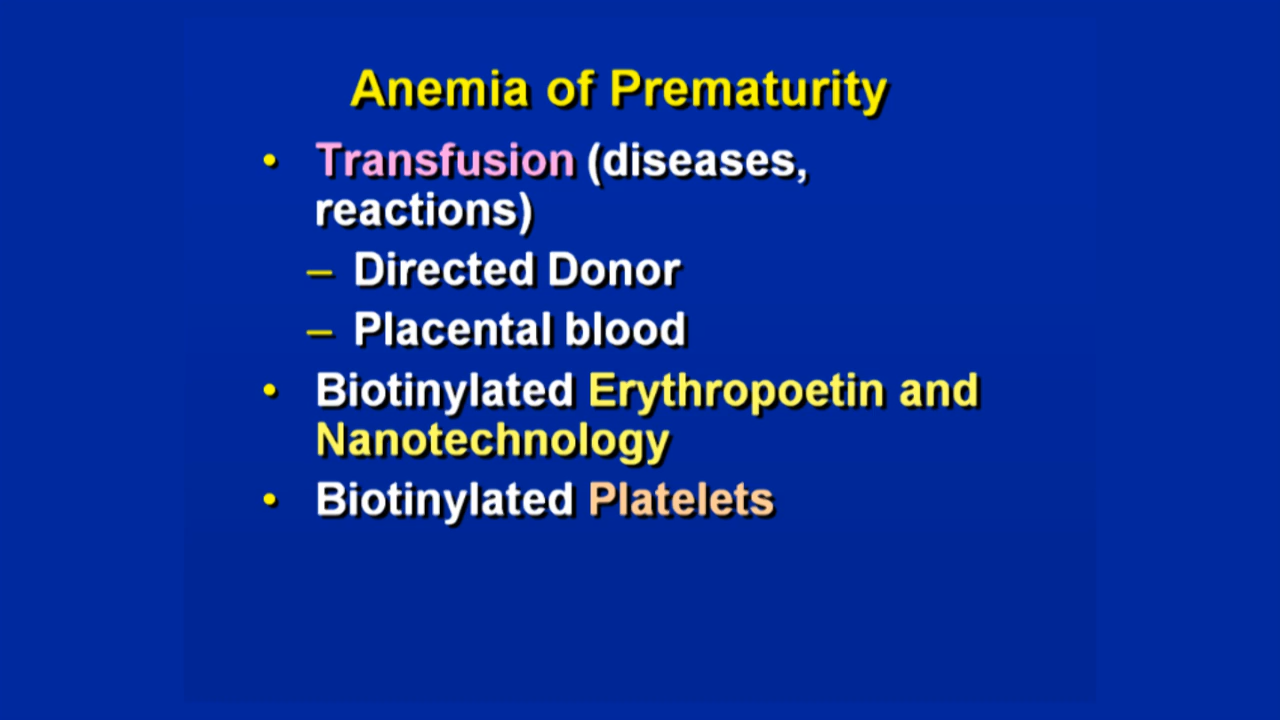 Anemia of Prematurity
• Transfusion (diseases,
reactions)
– Directed Donor
– Placental blood
• Biotinylated Erythropoetin and
Nanotechnology
• Biotinylated Platelets